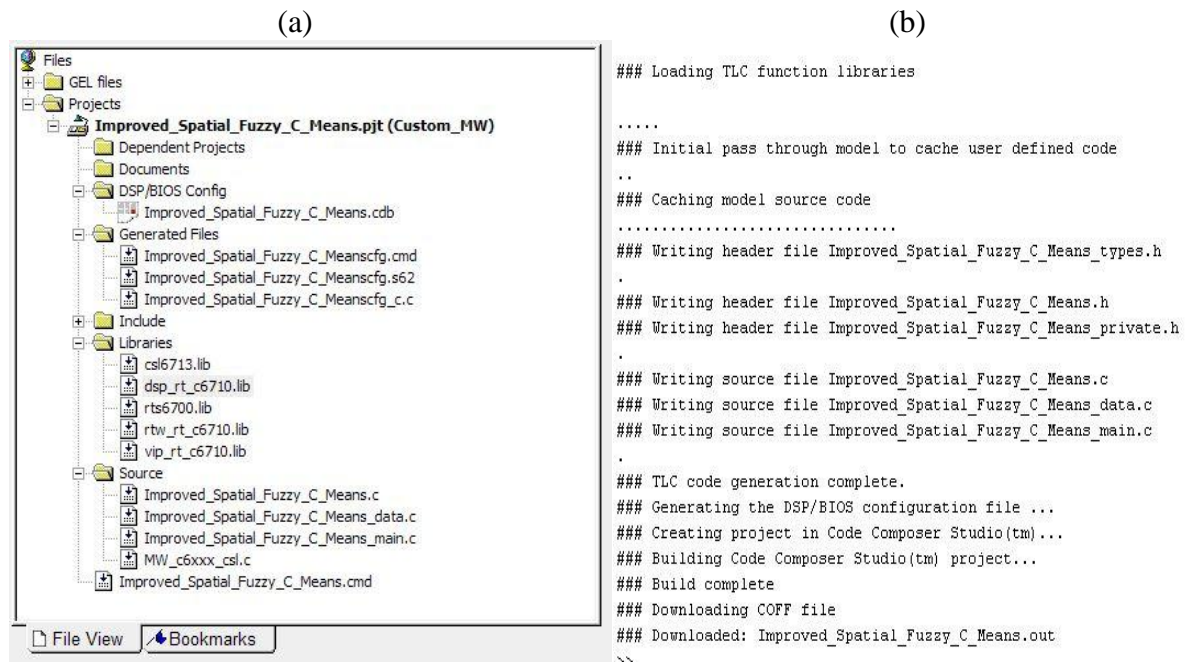 (a)
Files
GEL files
Projects
Improved_Spatial_Fuzzy_C_Means.pjt (Custom_MW)
Dependent Projects
Documents
DSP/BIOS Config
Improved_Spatial_Fuzzy_C_Means.cdb
Generated Files
Improved_Spatial_Fuzzy_C_Meanscfg.cmd
Improved_Spatial_Fuzzy_C_Meanscfg.s62
Improved_Spatial_Fuzzy_C_Meanscfg_c.c
Include
Libraries
csl6713.lib
dsp_rt_c6710.lib
rts6700.lib
rtw_rt_c6710.lib
vip_rt_c6710.lib
Source
Improved_Spatial_Fuzzy_C_Means.c
Improved_Spatial_Fuzzy_C_Means_data.c
Improved_Spatial_Fuzzy_C_Means_main.c
MW_c6xxx_csl.c
Improved_Spatial_Fuzzy_C_Means.cmd
File View Bookmarks
(b)
### Loading TLC function libraries
.....
### Initial pass through model to cache user defined code
..
### Caching model source code
................................
### Writing header file Improved_Spatial_Fuzzy_C_Means_types.h
.
### Writing header file Improved_Spatial_Fuzzy_C_Means.h
### Writing header file Improved_Spatial_Fuzzy_C_Means_private.h
.
### Writing source file Improved_Spatial_Fuzzy_C_Means.c
### Writing source file Improved_Spatial_Fuzzy_C_Means_data.c
### Writing source file Improved_Spatial_Fuzzy_C_Means_main.c
.
### TLC code generation complete.
### Generating the DSP/BIOS configuration file ...
### Creating project in Code Composer Studio(tm)...
### Building Code Composer Studio(tm) project...
### Build complete
### Downloading COFF file
### Downloaded: Improved_Spatial_Fuzzy_C_Means.out
>>